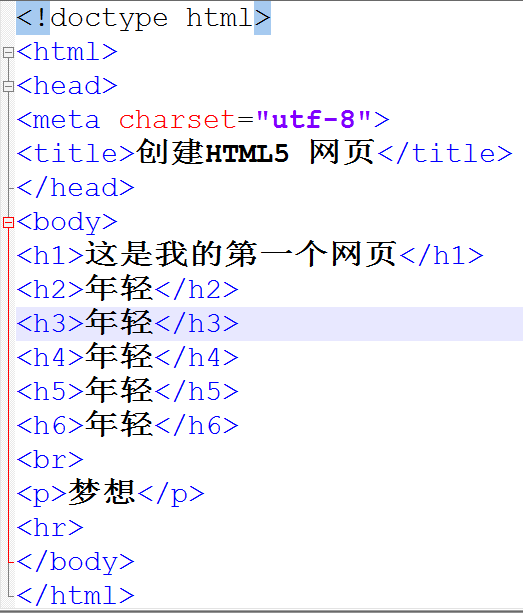 <!doctype html>
<html>
<head>
<meta charset="utf-8">
<title>创建HTML5 网页</title>
</head>
<body>
<h1>这是我的第一个网页</h1>
<h2>年轻</h2>
<h3>年轻</h3>
<h4>年轻</h4>
<h5>年轻</h5>
<h6>年轻</h6>
<br>
<p>梦想</p>
<hr>
</body>
</html>